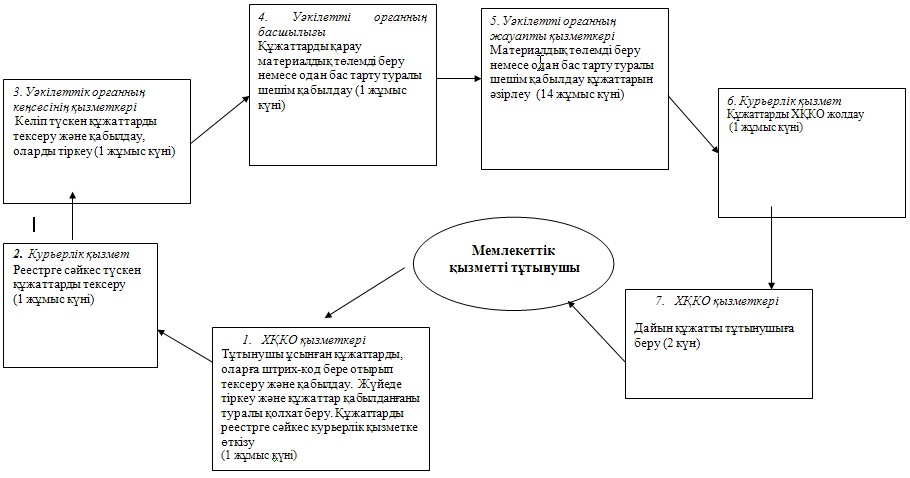 4. Уәкілетті органның
басшылығы
Құжаттарды қарау
материалдық төлемді беру
немесе одан бас тарту туралы
шешім қабылдау (1 жұмыс
күні)
5. Уәкілетті органның
жауапты қызметкері
Материалдық төлемді беру
немесе одан бас тарту туралы
шешім қабылдау құжаттарын
әзірлеу (14 жұмыс күні)
3. Уәкілеттік органның
кеңсесінің қызметкері
Келіп түскен құжаттарды
тексеру және қабылдау,
оларды тіркеу (1 жұмыс күні)
6. Курьерлік қызмет
Құжаттарды ХҚКО жолдау
(1 жұмыс күні)
2. Курьерлік қызмет
Реестрге сәйкес түскен
құжаттарды тексеру
(1 жұмыс күні)
Мемлекеттік
қызметті тұтынушы
7. ХҚКО қызметкері
Дайын құжатты тұтынушыға
беру (2 күн)
1. ХҚКО қызметкері
Тұтынушы ұсынған құжаттарды,
оларға штрих-код бере отырып
тексеру және қабылдау. Жүйеде
тіркеу және құжаттар қабылданғаны
туралы қолхат беру. Құжаттарды
реестрге сәйкес курьерлік қызметке
өткізу
(1 жұмыс күні)